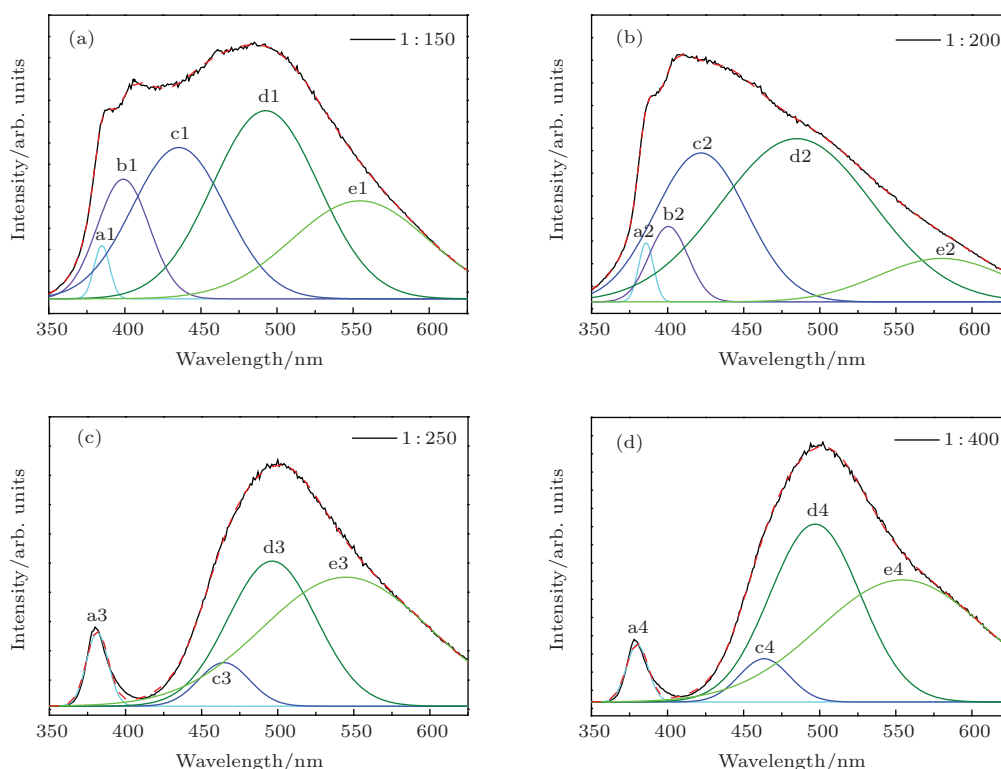 (a)
1:150
Intensity/arb. units
a1
b1
c1
d1
e1
350 400 450 500 550 600
Wavelength/nm
(b)
1:200
Intensity/arb. units
a2
b2
c2
d2
e2
350 400 450 500 550 600
Wavelength/nm
(c)
1:250
Intensity/arb. units
a3
c3
d3
e3
350 400 450 500 550 600
Wavelength/nm
(d)
1:400
Intensity/arb. units
a4
c4
d4
e4
350 400 450 500 550 600
Wavelength/nm